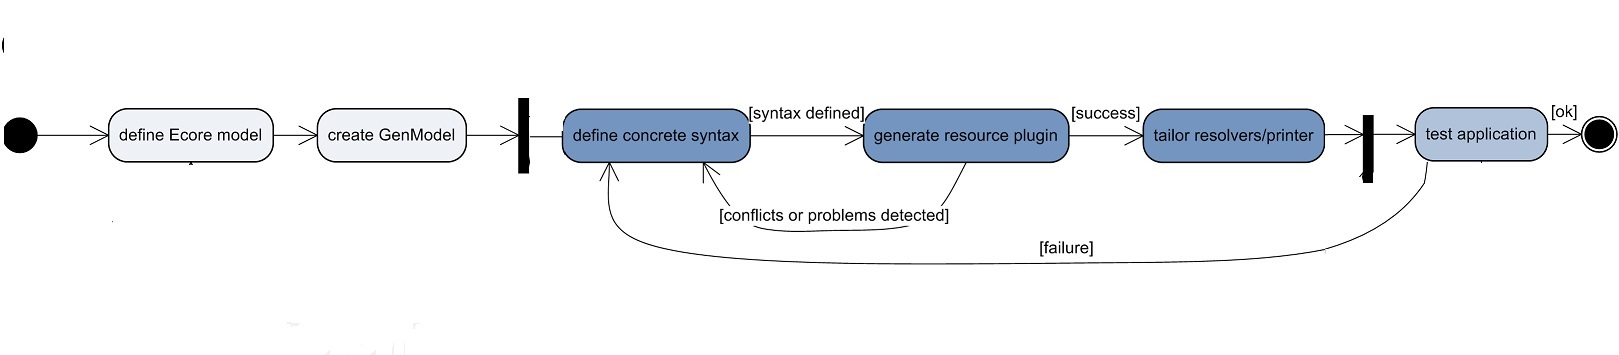 define Ecore model
create GenModel
define concrete syntax
[syntax defined]
generate resource plugin
[success]
tailor resolvers/printer
test application
[ok]
[conflicts or problems detected]
[failure]